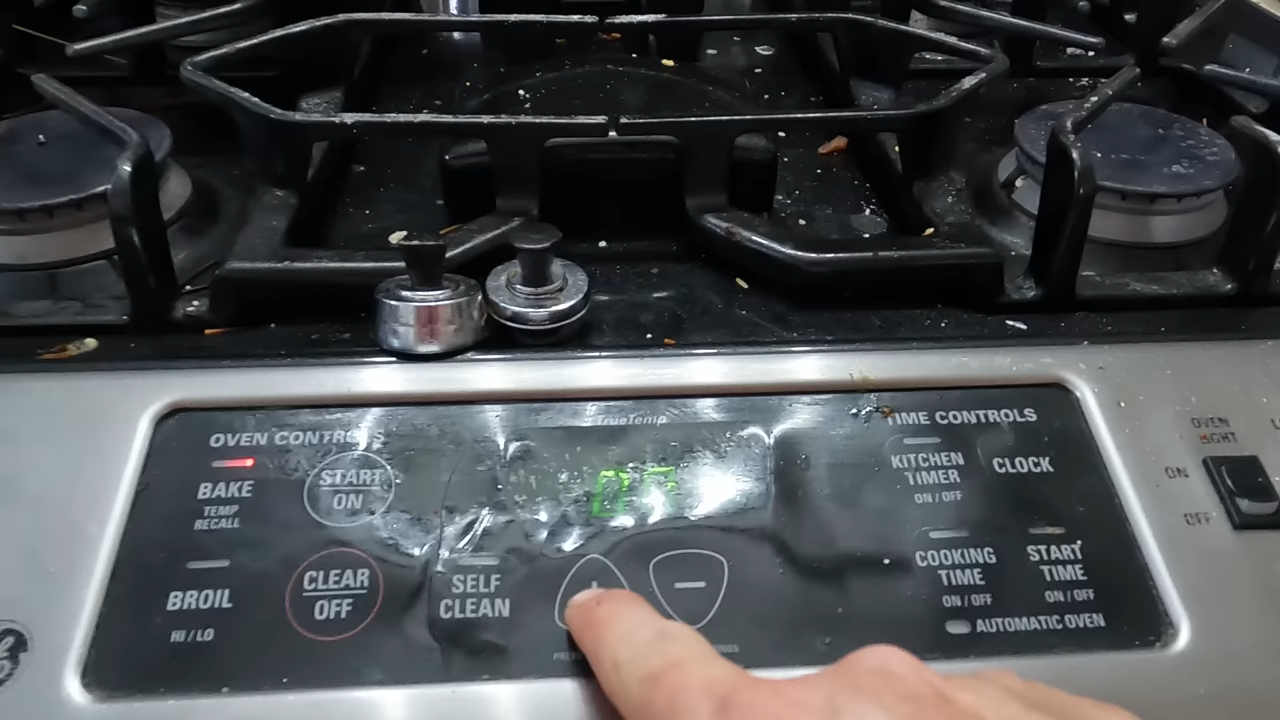 TrueTemp
OVEN CONTROLS
TIME CONTROLS
BAKE
TEMP
RECALL
START
ON
KITCHEN
TIMER
ON / OFF
CLOCK
OVEN
LIGHT
ON
OFF
BROIL
HI / LO
CLEAR
OFF
SELF
CLEAN
+
−
COOKING
TIME
ON / OFF
START
TIME
ON / OFF
AUTOMATIC OVEN